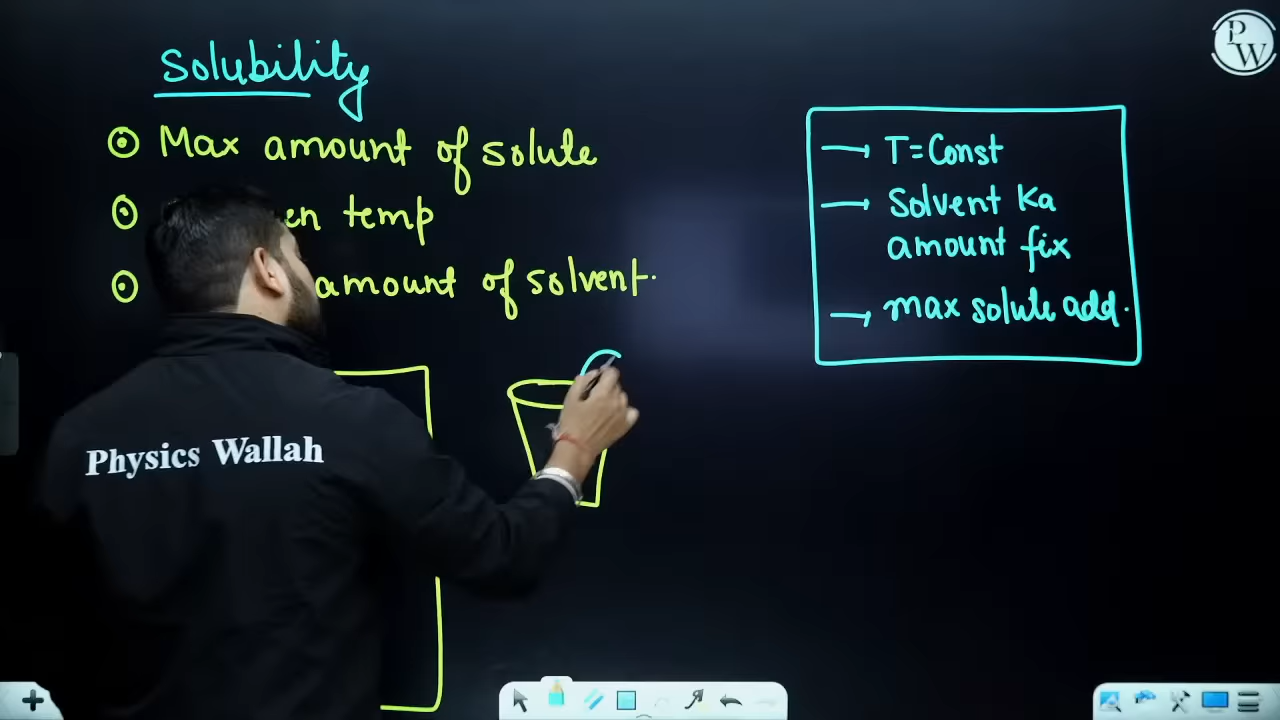 Solubility
Max amount of solute
temp
amount of solvent.
T=Const
Solvent Ka
amount fix
max solute add.
Physics Wallah
PW